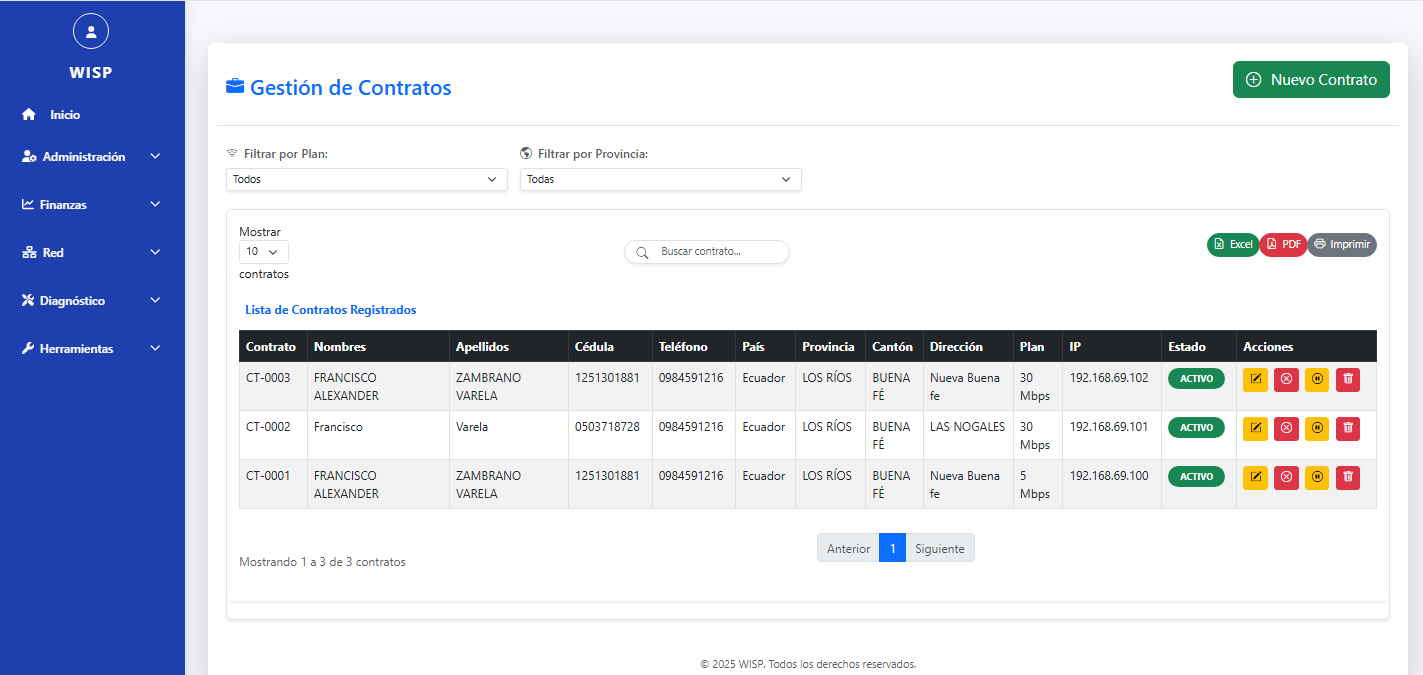 WISP
Inicio
Administración
Finanzas
Red
Diagnóstico
Herramientas
Gestión de Contratos
Nuevo Contrato
Filtrar por Plan: Filtrar por Provincia:
Todos Todas
Mostrar
10
contratos
Buscar contrato...
Excel PDF Imprimir
Lista de Contratos Registrados
Contrato Nombres Apellidos Cédula Teléfono País Provincia Cantón Dirección Plan IP Estado Acciones
CT-0003 FRANCISCO ZAMBRANO 1251301881 0984591216 Ecuador LOS RÍOS BUENA Nueva Buena 30 192.168.69.102 ACTIVO
ALEXANDER VARELA FÉ fe Mbps
CT-0002 Francisco Varela 0503718728 0984591216 Ecuador LOS RÍOS BUENA LAS NOGALES 30 192.168.69.101 ACTIVO
FÉ Mbps
CT-0001 FRANCISCO ZAMBRANO 1251301881 0984591216 Ecuador LOS RÍOS BUENA Nueva Buena 5 192.168.69.100 ACTIVO
ALEXANDER VARELA FÉ fe Mbps
Anterior 1 Siguiente
Mostrando 1 a 3 de 3 contratos
© 2025 WISP. Todos los derechos reservados.